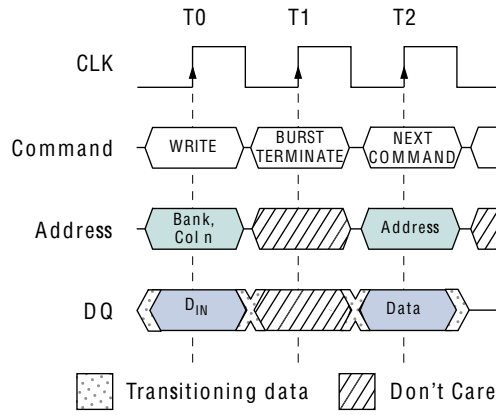 T0 T1 T2
CLK
Command WRITE BURST TERMINATE NEXT COMMAND
Address Bank, Col n Address
DQ DIN Data
Transitioning data Don't Care